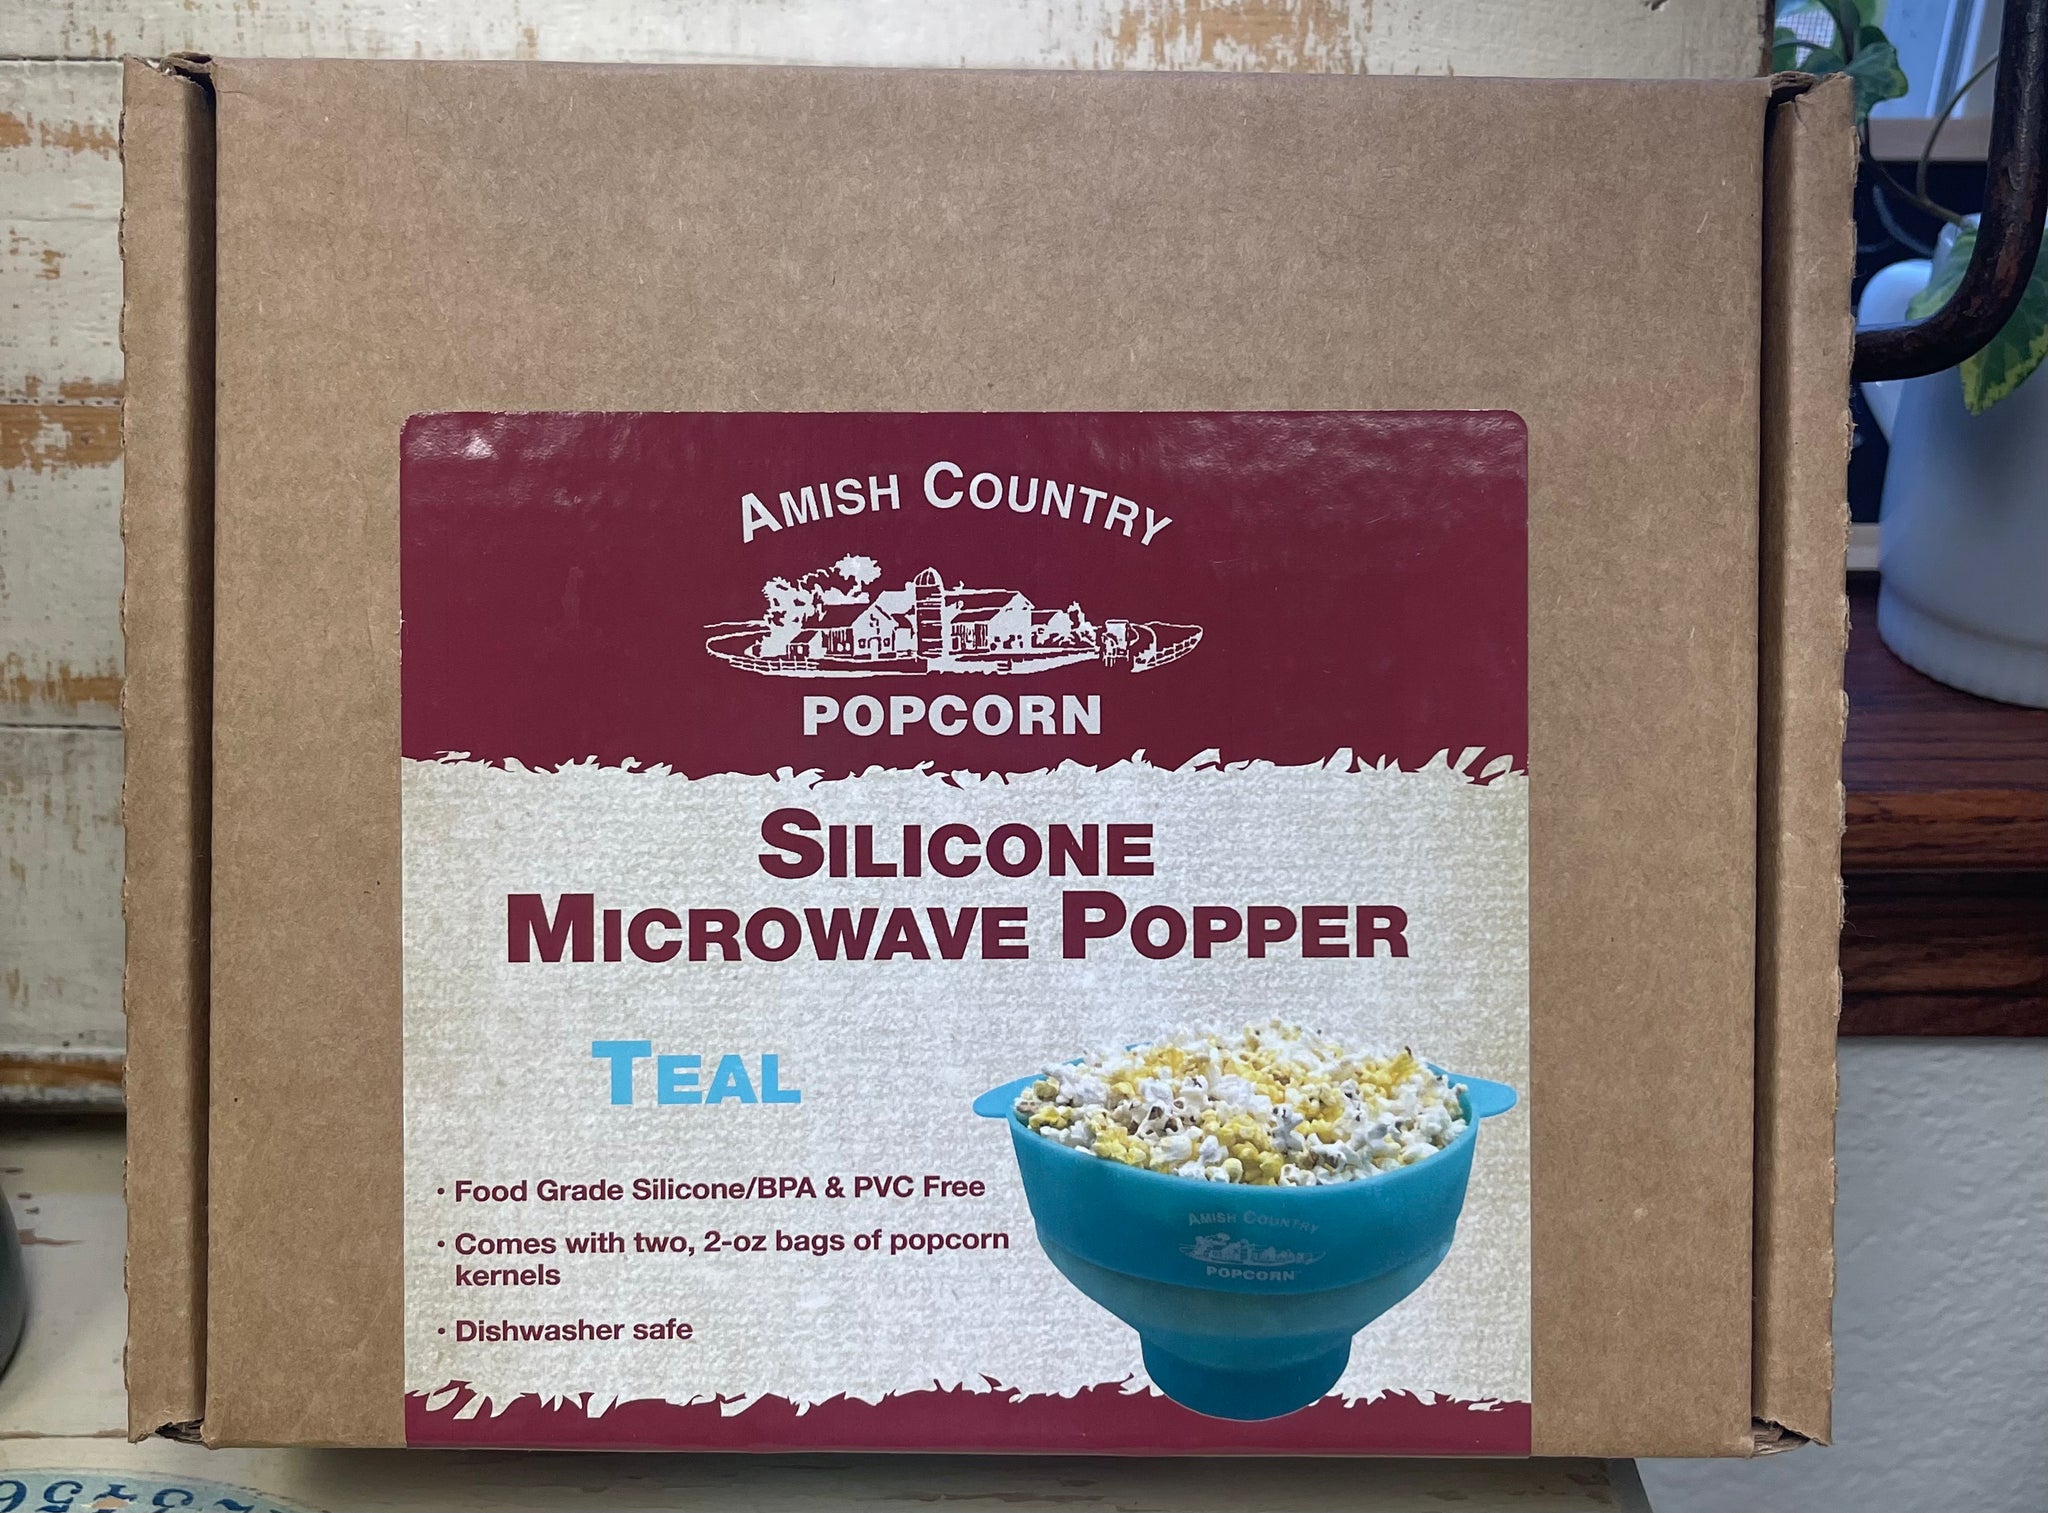 AMISH COUNTRY
POPCORN
SILICONE
MICROWAVE POPPER
TEAL
• Food Grade Silicone/BPA & PVC Free
• Comes with two, 2-oz bags of popcorn
kernels
• Dishwasher safe
AMISH COUNTRY
POPCORN